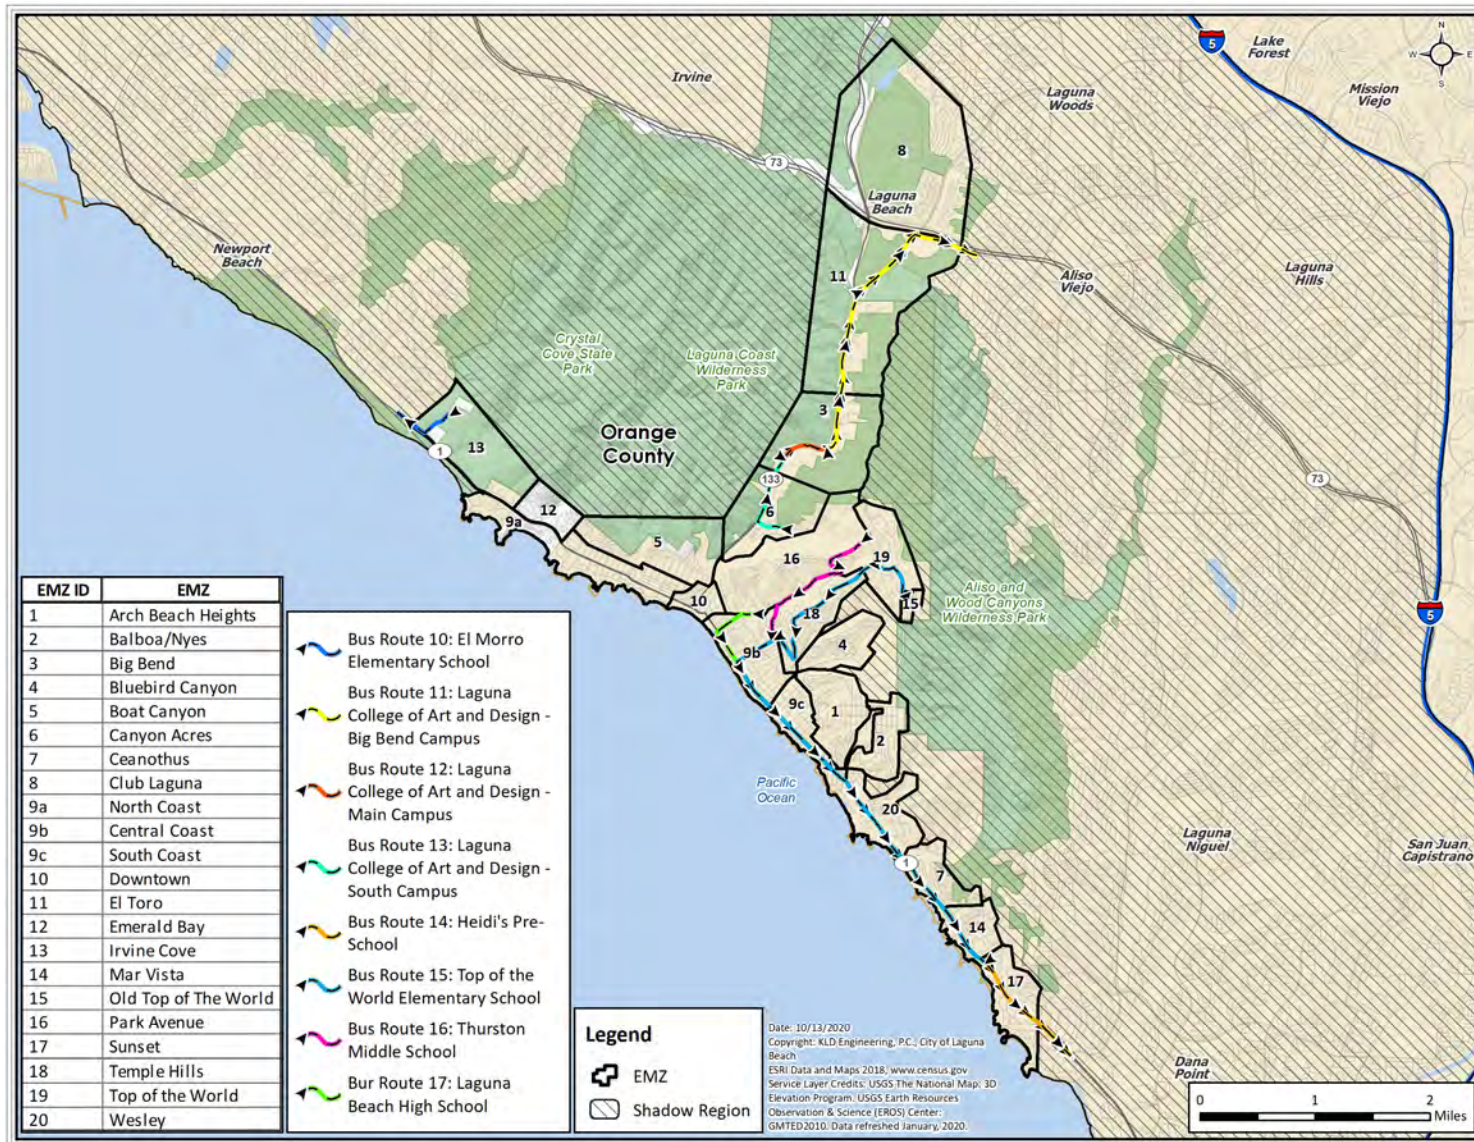 5
Lake
Forest
N
W
E
S
Irvine
Laguna
Woods
Mission
Viejo
8
73
Laguna
Beach
Newport
Beach
11
Aliso
Viejo
Laguna
Hills
Crystal
Cove State
Park
Laguna Coast
Wilderness
Park
3
Orange
County
13
1
133
73
12
9a
6
5
16
19
Aliso and
Wood Canyons
Wilderness Park
15
5
10
18
4
9b
9c
1
2
Pacific
Ocean
20
Laguna
Niguel
San Juan
Capistrano
1
7
14
17
Dana
Point
EMZ ID EMZ
1 Arch Beach Heights
2 Balboa/Nyes
3 Big Bend
4 Bluebird Canyon
5 Boat Canyon
6 Canyon Acres
7 Ceanothus
8 Club Laguna
9a North Coast
9b Central Coast
9c South Coast
10 Downtown
11 El Toro
12 Emerald Bay
13 Irvine Cove
14 Mar Vista
15 Old Top of The World
16 Park Avenue
17 Sunset
18 Temple Hills
19 Top of the World
20 Wesley
Bus Route 10: El Morro
Elementary School
Bus Route 11: Laguna
College of Art and Design -
Big Bend Campus
Bus Route 12: Laguna
College of Art and Design -
Main Campus
Bus Route 13: Laguna
College of Art and Design -
South Campus
Bus Route 14: Heidi's Pre-
School
Bus Route 15: Top of the
World Elementary School
Bus Route 16: Thurston
Middle School
Bur Route 17: Laguna
Beach High School
Legend
EMZ
Shadow Region
Date: 10/13/2020
Copyright: KLD Engineering, P.C., City of Laguna
Beach
ESRI Data and Maps 2018, www.census.gov
Service Layer Credits: USGS The National Map: 3D
Elevation Program. USGS Earth Resources
Observation & Science (EROS) Center:
GMTED2010. Data refreshed January, 2020.
0 1 2
Miles